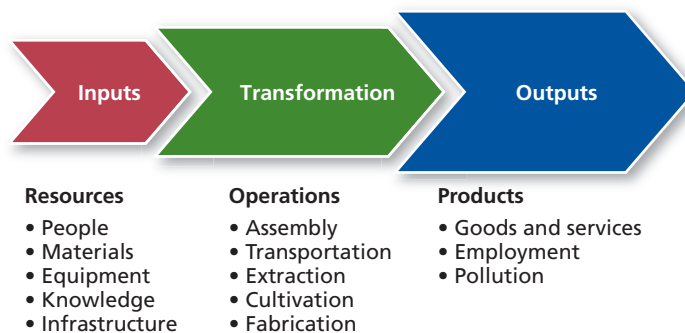 Inputs
Transformation
Outputs
Resources
• People
• Materials
• Equipment
• Knowledge
• Infrastructure
Operations
• Assembly
• Transportation
• Extraction
• Cultivation
• Fabrication
Products
• Goods and services
• Employment
• Pollution